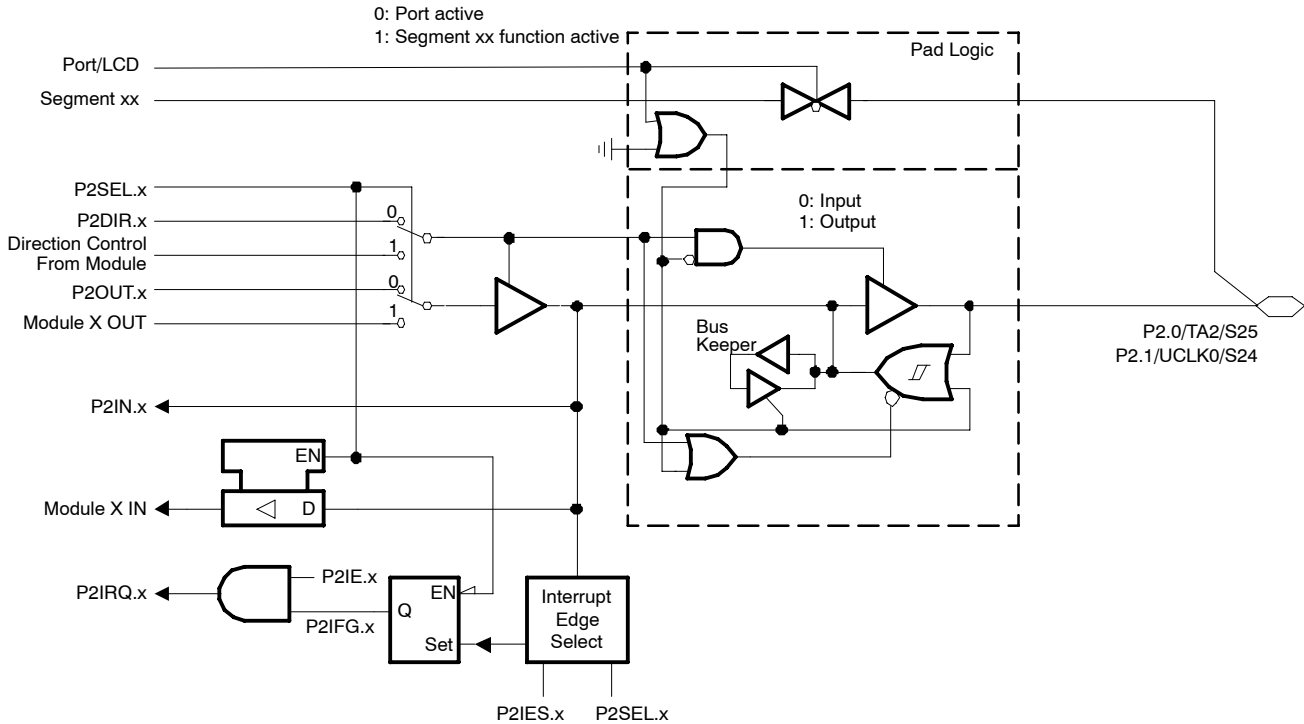 0: Port active
1: Segment xx function active
Pad Logic
Port/LCD
Segment xx
P2SEL.x
P2DIR.x
Direction Control
From Module
P2OUT.x
Module X OUT
0
1
0
1
0: Input
1: Output
Bus
Keeper
P2.0/TA2/S25
P2.1/UCLK0/S24
P2IN.x
EN
Module X IN
D
P2IRQ.x
P2IE.x
P2IFG.x
EN
Q
Set
Interrupt
Edge
Select
P2IES.x
P2SEL.x